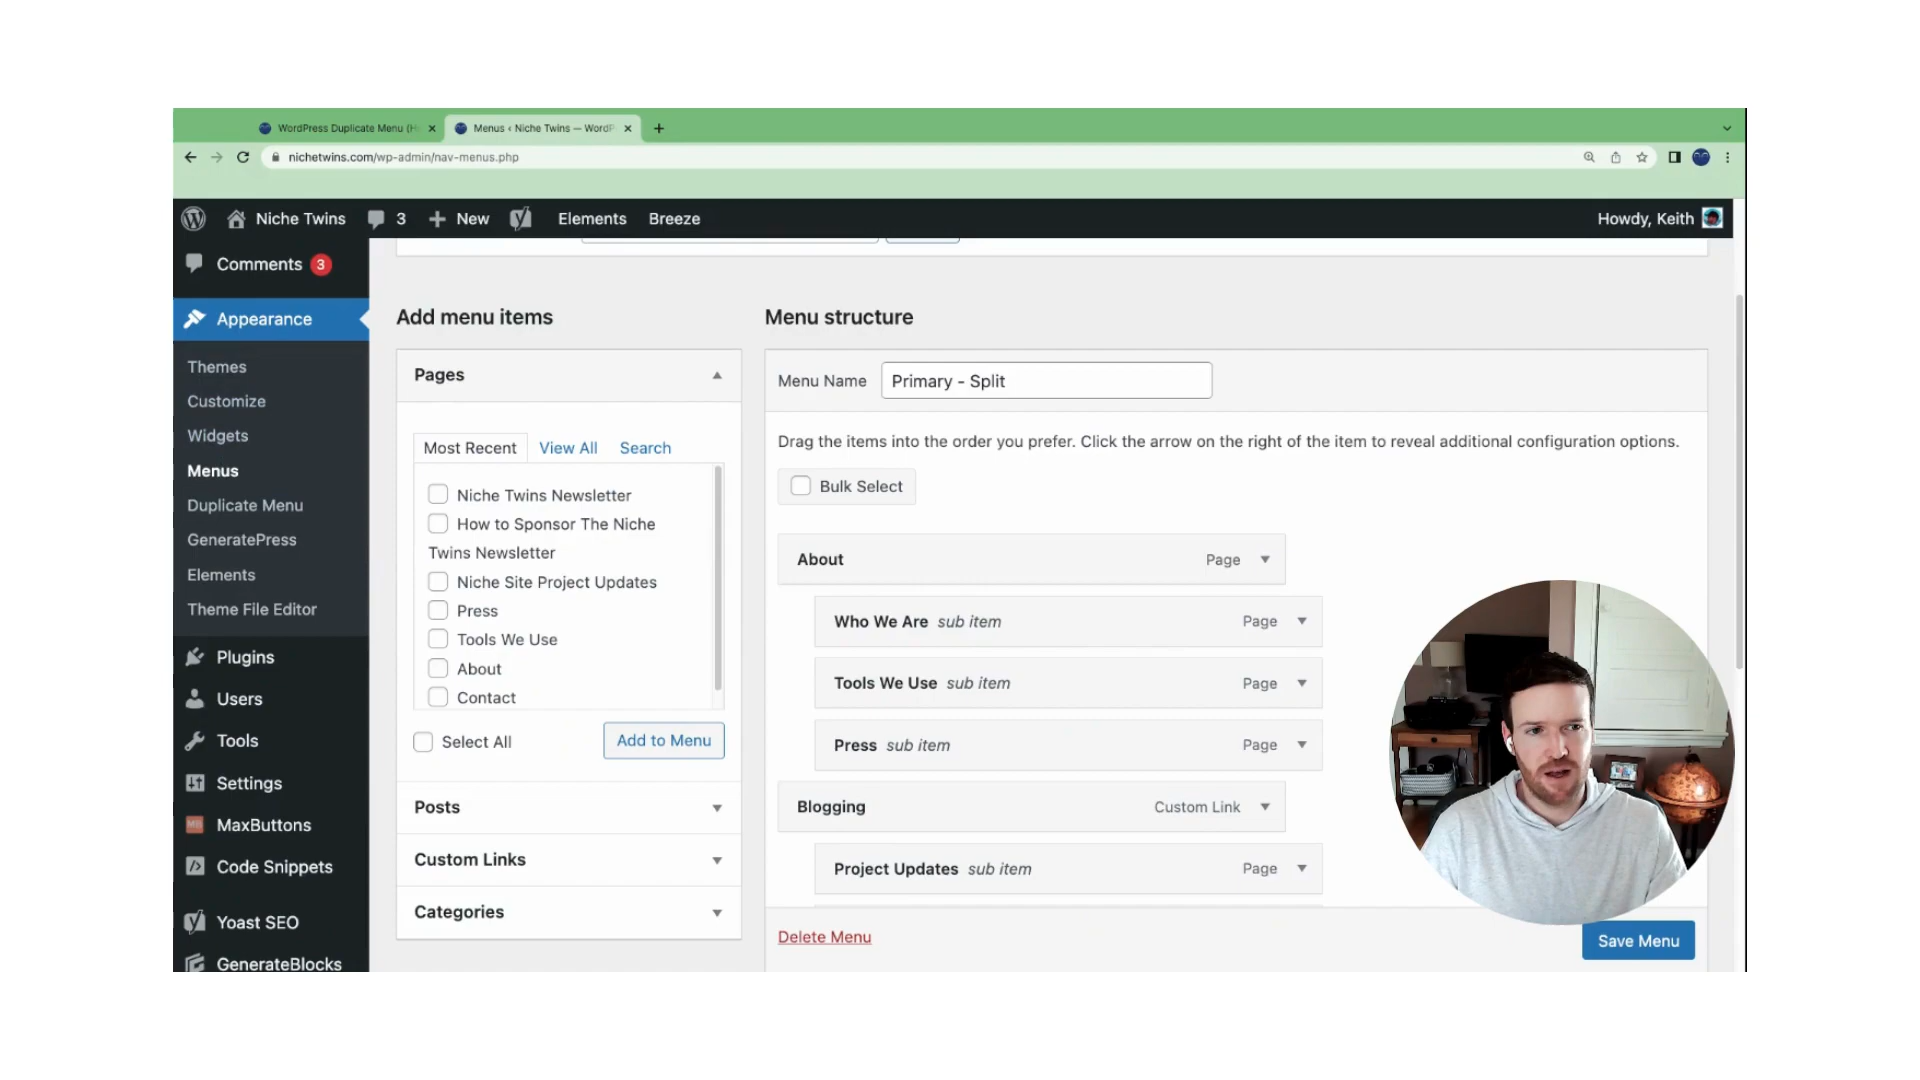 WordPress Duplicate Menu (H
Menus ‹ Niche Twins — WordP
nichetwins.com/wp-admin/nav-menus.php
Niche Twins
3
New
Elements
Breeze
Howdy, Keith
Comments 3
Appearance
Themes
Customize
Widgets
Menus
Duplicate Menu
GeneratePress
Elements
Theme File Editor
Plugins
Users
Tools
Settings
MaxButtons
Code Snippets
Yoast SEO
GenerateBlocks
Add menu items
Pages
Most Recent
View All
Search
Niche Twins Newsletter
How to Sponsor The Niche
Twins Newsletter
Niche Site Project Updates
Press
Tools We Use
About
Contact
Select All
Add to Menu
Posts
Custom Links
Categories
Menu structure
Menu Name
Primary - Split
Drag the items into the order you prefer. Click the arrow on the right of the item to reveal additional configuration options.
Bulk Select
About Page
Who We Are sub item Page
Tools We Use sub item Page
Press sub item Page
Blogging Custom Link
Project Updates sub item Page
Delete Menu
Save Menu